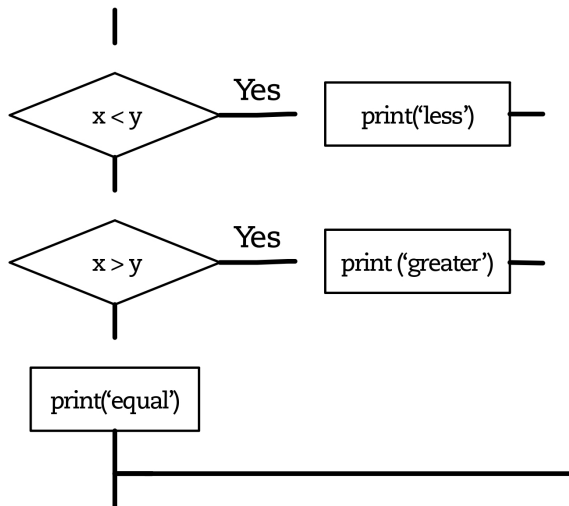 Yes
x < y
print(‘less’)
Yes
x > y
print (‘greater’)
print(‘equal’)